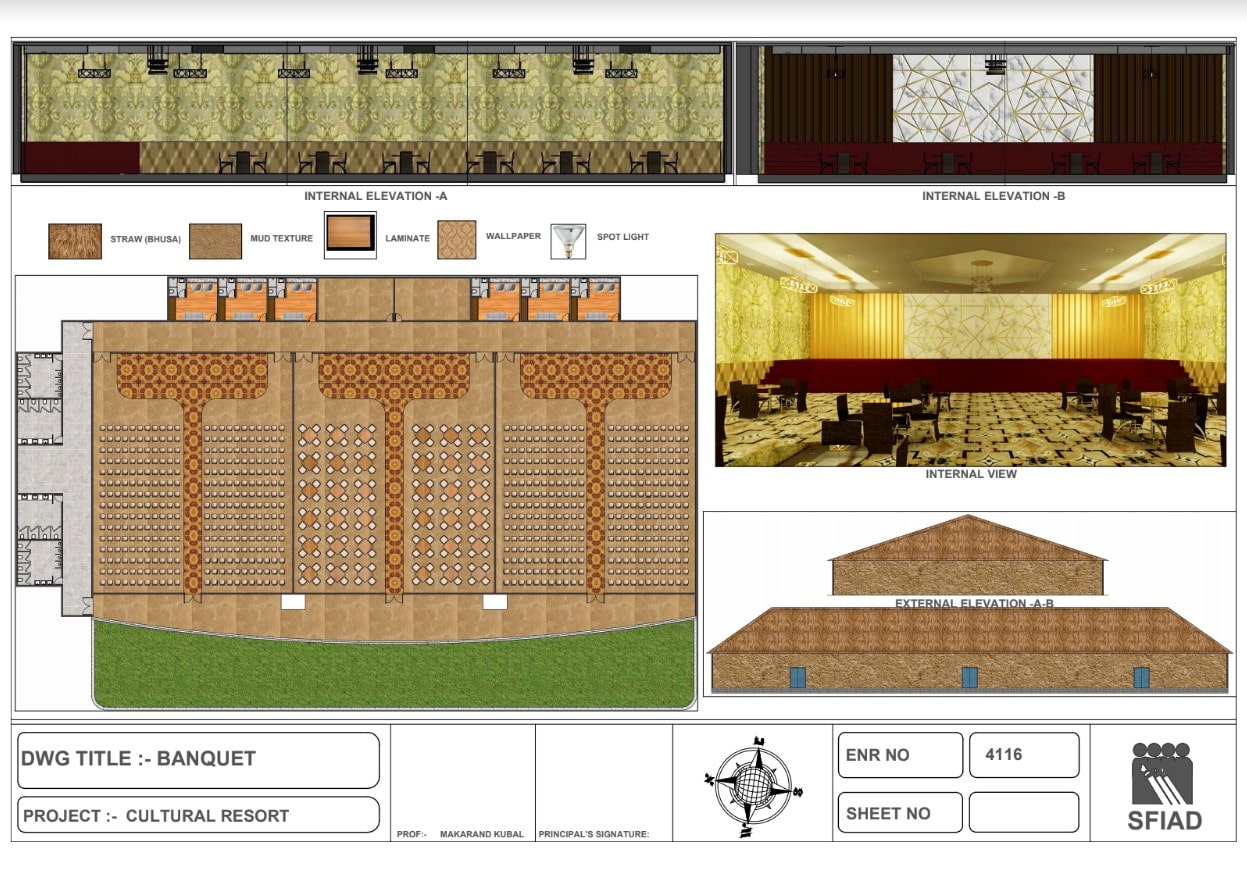 INTERNAL ELEVATION -A
INTERNAL ELEVATION -B
STRAW (BHUSA)
MUD TEXTURE
LAMINATE
WALLPAPER
SPOT LIGHT
INTERNAL VIEW
EXTERNAL ELEVATION -A-B
DWG TITLE :- BANQUET
PROJECT :- CULTURAL RESORT
PROF:- MAKARAND KUBAL
PRINCIPAL'S SIGNATURE:
ENR NO
4116
SHEET NO
SFIAD